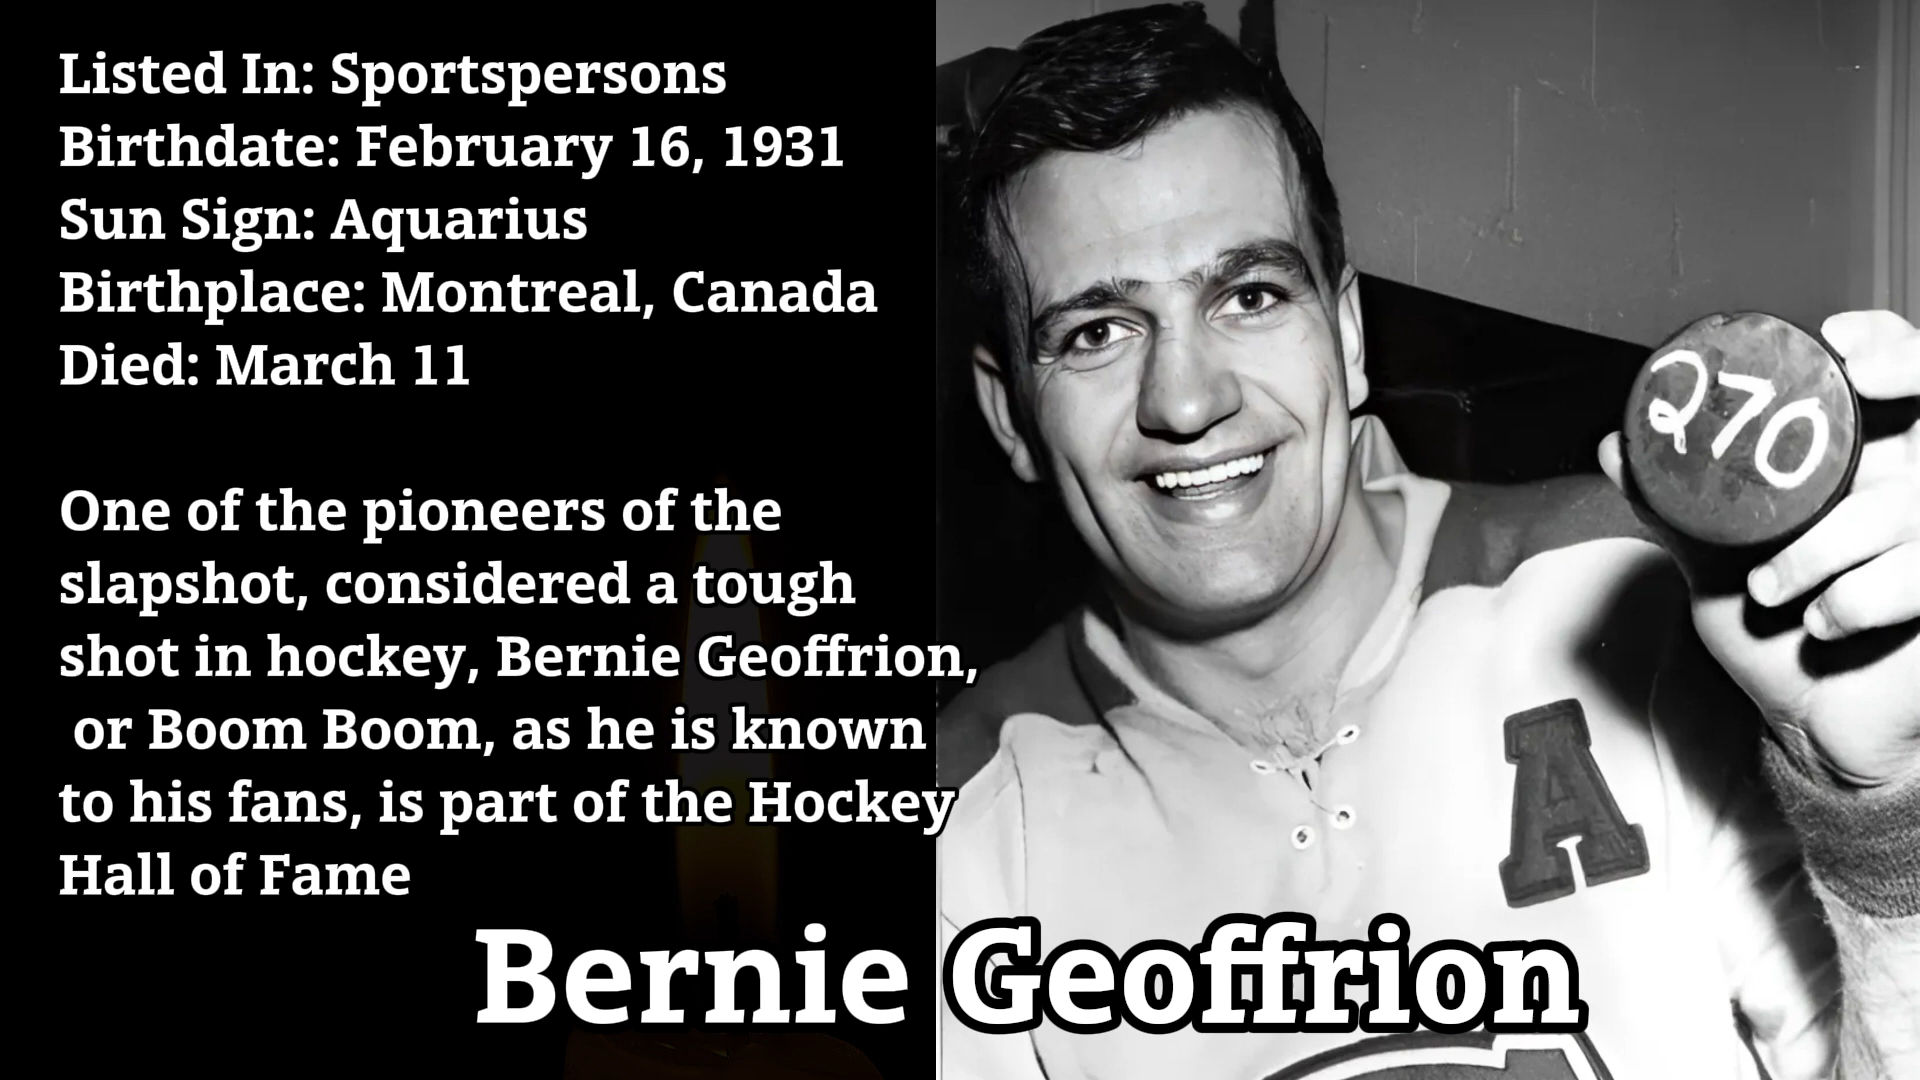 Listed In: Sportspersons
Birthdate: February 16, 1931
Sun Sign: Aquarius
Birthplace: Montreal, Canada
Died: March 11
One of the pioneers of the
slapshot, considered a tough
shot in hockey, Bernie Geoffrion,
or Boom Boom, as he is known
to his fans, is part of the Hockey
Hall of Fame
270
A
Bernie Geoffrion